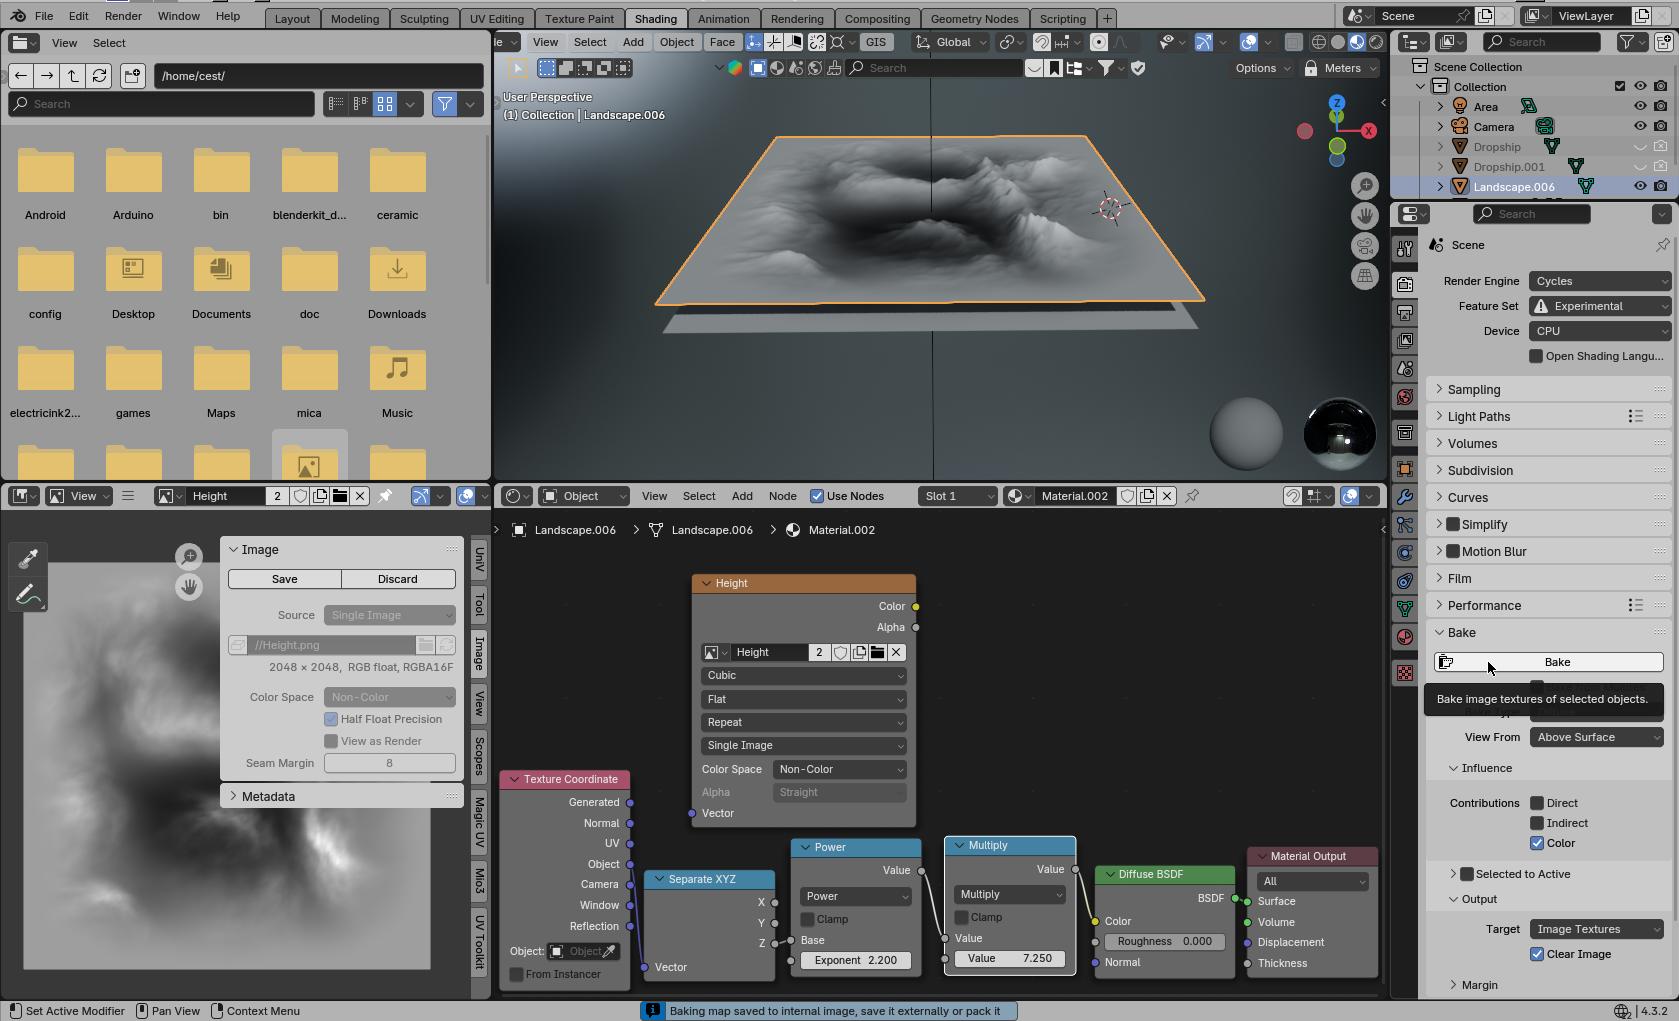 File Edit Render Window Help Layout Modeling Sculpting UV Editing Texture Paint Shading Animation Rendering Compositing Geometry Nodes Scripting + Scene ViewLayer
View Select
/home/cest/
Search
Android Arduino bin blenderkit_d... ceramic
config Desktop Documents doc Downloads
electricink2... games Maps mica Music
View Select Add Object Face GIS Global
Search Options Meters
User Perspective
(1) Collection | Landscape.006
Z
X
Search
Scene Collection
Collection
Area
Camera
Dropship
Dropship.001
Landscape.006
Search
Scene
Render Engine Cycles
Feature Set Experimental
Device CPU
Open Shading Langu...
Sampling
Light Paths
Volumes
Subdivision
Curves
Simplify
Motion Blur
Film
Performance
Bake
Bake
Bake image textures of selected objects.
View From Above Surface
Influence
Contributions Direct
Indirect
Color
Selected to Active
Output
Target Image Textures
Clear Image
Margin
View Height 2
Image
Save Discard
Source Single Image
//Height.png
2048 × 2048, RGB float, RGBA16F
Color Space Non-Color
Half Float Precision
View as Render
Seam Margin 8
Metadata
UniV
Tool
Image
View
Scopes
Magic UV
Mio3
UV Toolkit
Object View Select Add Node Use Nodes Slot 1 Material.002
Landscape.006 Landscape.006 Material.002
Height
Color
Alpha
Height 2
Cubic
Flat
Repeat
Single Image
Color Space Non-Color
Alpha Straight
Vector
Texture Coordinate
Generated
Normal
UV
Object
Camera
Window
Reflection
Object: Object
From Instancer
Separate XYZ
X
Y
Z
Vector
Power
Value
Power
Clamp
Base
Exponent 2.200
Multiply
Value
Multiply
Clamp
Value
Value 7.250
Diffuse BSDF
BSDF
Color
Roughness 0.000
Normal
Material Output
All
Surface
Volume
Displacement
Thickness
Set Active Modifier Pan View Context Menu Baking map saved to internal image, save it externally or pack it 4.3.2